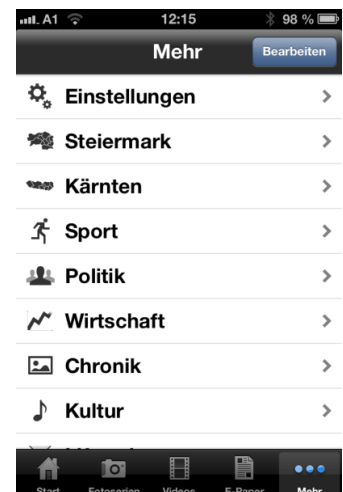 A1 12:15 98 %
Mehr Bearbeiten
Einstellungen
Steiermark
Kärnten
Sport
Politik
Wirtschaft
Chronik
Kultur
Start Fotoserien Videos E-Paper Mehr